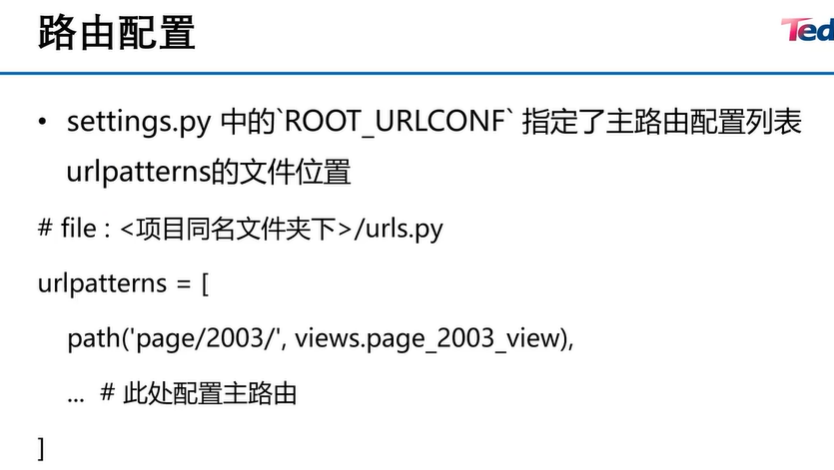 路由配置
Ted
• settings.py 中的`ROOT_URLCONF` 指定了主路由配置列表
urlpatterns的文件位置
# file : <项目同名文件夹下>/urls.py
urlpatterns = [
path('page/2003/', views.page_2003_view),
... # 此处配置主路由
]